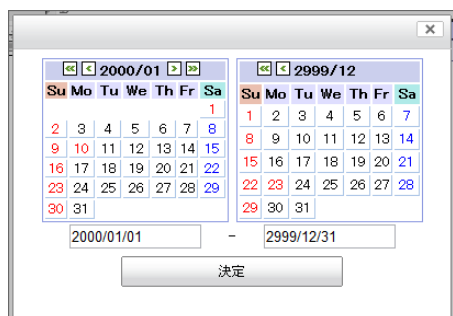 2000/01
Su Mo Tu We Th Fr Sa
1
2 3 4 5 6 7 8
9 10 11 12 13 14 15
16 17 18 19 20 21 22
23 24 25 26 27 28 29
30 31
2999/12
Su Mo Tu We Th Fr Sa
1 2 3 4 5 6 7
8 9 10 11 12 13 14
15 16 17 18 19 20 21
22 23 24 25 26 27 28
29 30 31
2000/01/01 – 2999/12/31
決定